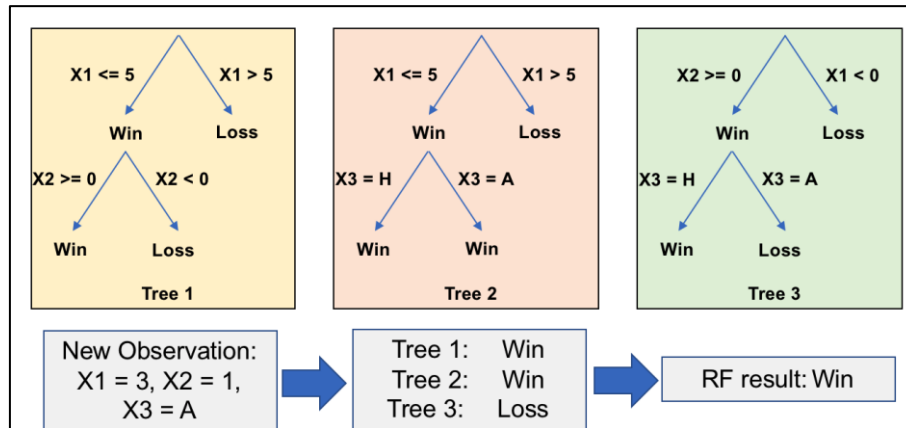 X1 <= 5
X1 > 5
Win
Loss
X2 >= 0
X2 < 0
Win
Loss
Tree 1
X1 <= 5
X1 > 5
Win
Loss
X3 = H
X3 = A
Win
Win
Tree 2
X2 >= 0
X1 < 0
Win
Loss
X3 = H
X3 = A
Win
Loss
Tree 3
New Observation:
X1 = 3, X2 = 1,
X3 = A
Tree 1: Win
Tree 2: Win
Tree 3: Loss
RF result: Win